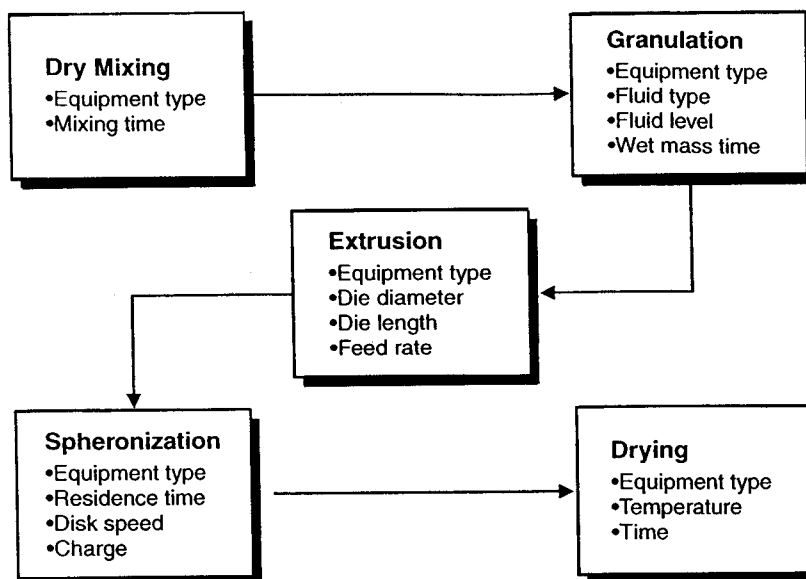 Dry Mixing
•Equipment type
•Mixing time
Granulation
•Equipment type
•Fluid type
•Fluid level
•Wet mass time
Extrusion
•Equipment type
•Die diameter
•Die length
•Feed rate
Spheronization
•Equipment type
•Residence time
•Disk speed
•Charge
Drying
•Equipment type
•Temperature
•Time